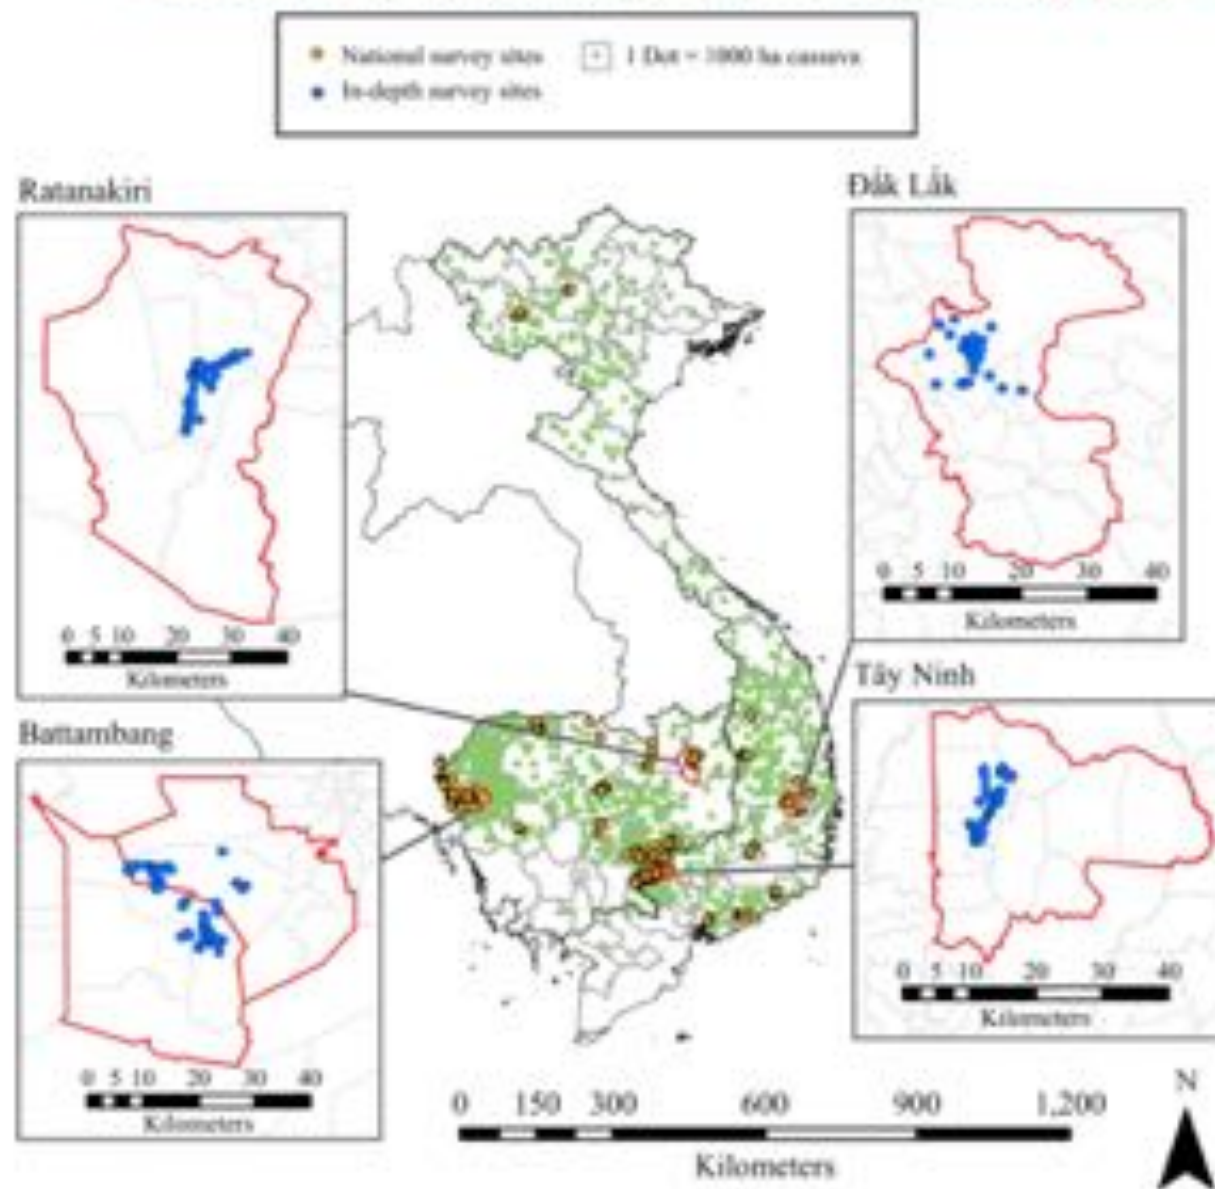 National survey sites
1 Dot = 1000 ha cassava
In-depth survey sites
Ratanakiri
0 5 10 20 30 40
Kilometers
Đắk Lắk
0 5 10 20 40
Kilometers
Battambang
0 5 10 20 30 40
Kilometers
Tây Ninh
0 5 10 20 30 40
Kilometers
0 150 300 600 900 1,200
Kilometers
N